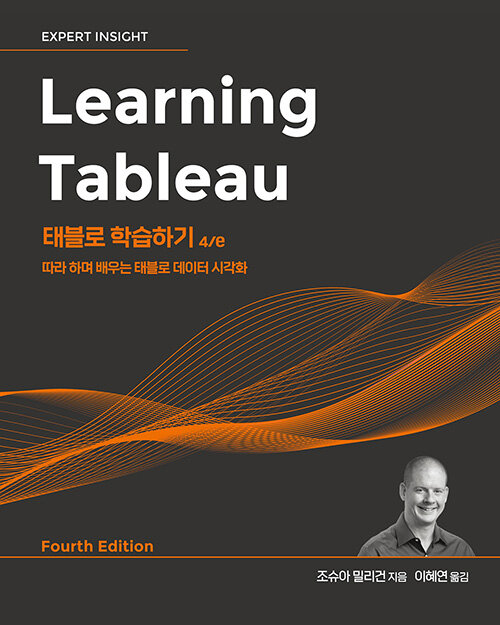 EXPERT INSIGHT
Learning
Tableau
태블로 학습하기 4/e
따라 하며 배우는 태블로 데이터 시각화
Fourth Edition
조슈아 밀리건 지음 이혜연 옮김